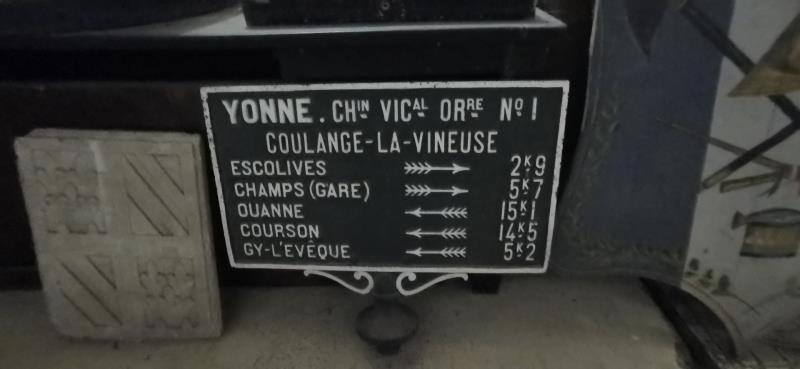 YONNE. CHIN VICAL ORRE NO 1
COULANGE-LA-VINEUSE
ESCOLIVES 2K9
CHAMPS (GARE) 5K7
OUANNE 15K1
COURSON 14K5
GY-L'EVÊQUE 5K2